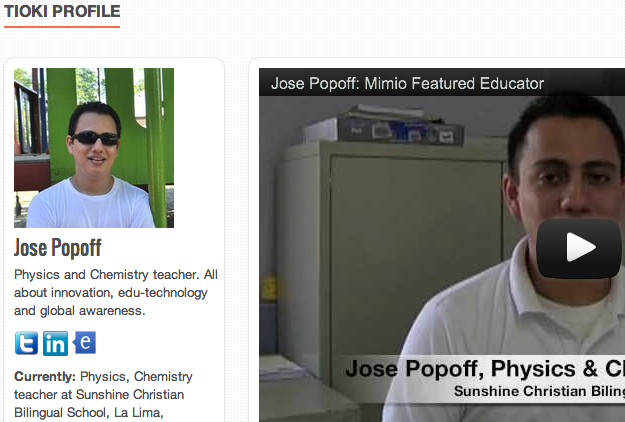 TIOKI PROFILE
Jose Popoff: Mimio Featured Educator
Jose Popoff
Physics and Chemistry teacher. All
about innovation, edu-technology
and global awareness.
t in e
Currently: Physics, Chemistry
teacher at Sunshine Christian
Bilingual School, La Lima,
Jose Popoff, Physics & C
Sunshine Christian Biling